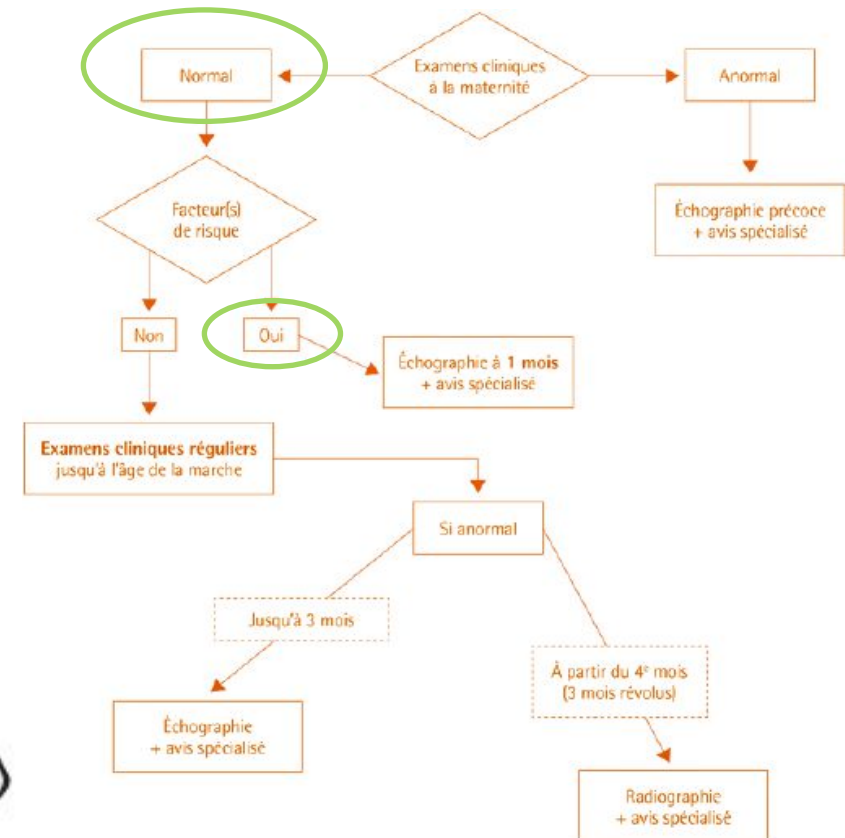 Normal
Examens cliniques
à la maternité
Anormal
Facteur(s)
de risque
Échographie précoce
+ avis spécialisé
Non
Oui
Échographie à 1 mois
+ avis spécialisé
Examens cliniques réguliers
jusqu'à l'âge de la marche
Si anormal
Jusqu'à 3 mois
À partir du 4e mois
(3 mois révolus)
Échographie
+ avis spécialisé
Radiographie
+ avis spécialisé